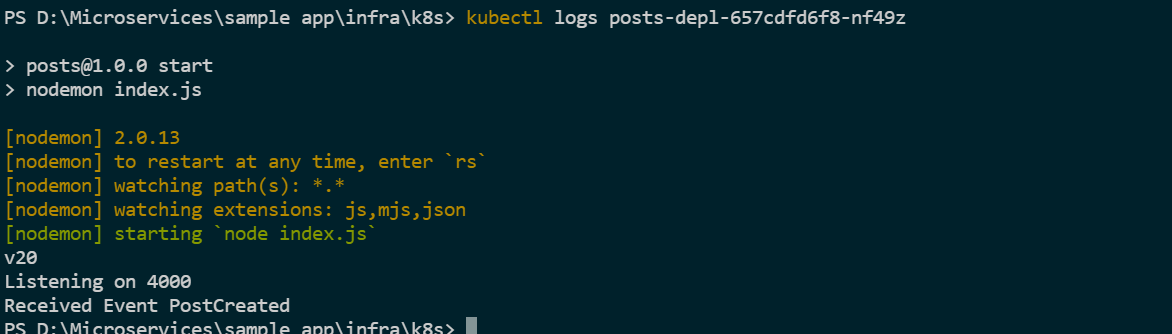 PS D:\Microservices\sample app\infra\k8s> kubectl logs posts-depl-657cdfd6f8-nf49z
> posts@1.0.0 start
> nodemon index.js
[nodemon] 2.0.13
[nodemon] to restart at any time, enter `rs`
[nodemon] watching path(s): *.*
[nodemon] watching extensions: js,mjs,json
[nodemon] starting `node index.js`
v20
Listening on 4000
Received Event PostCreated
PS D:\Microservices\sample app\infra\k8s>